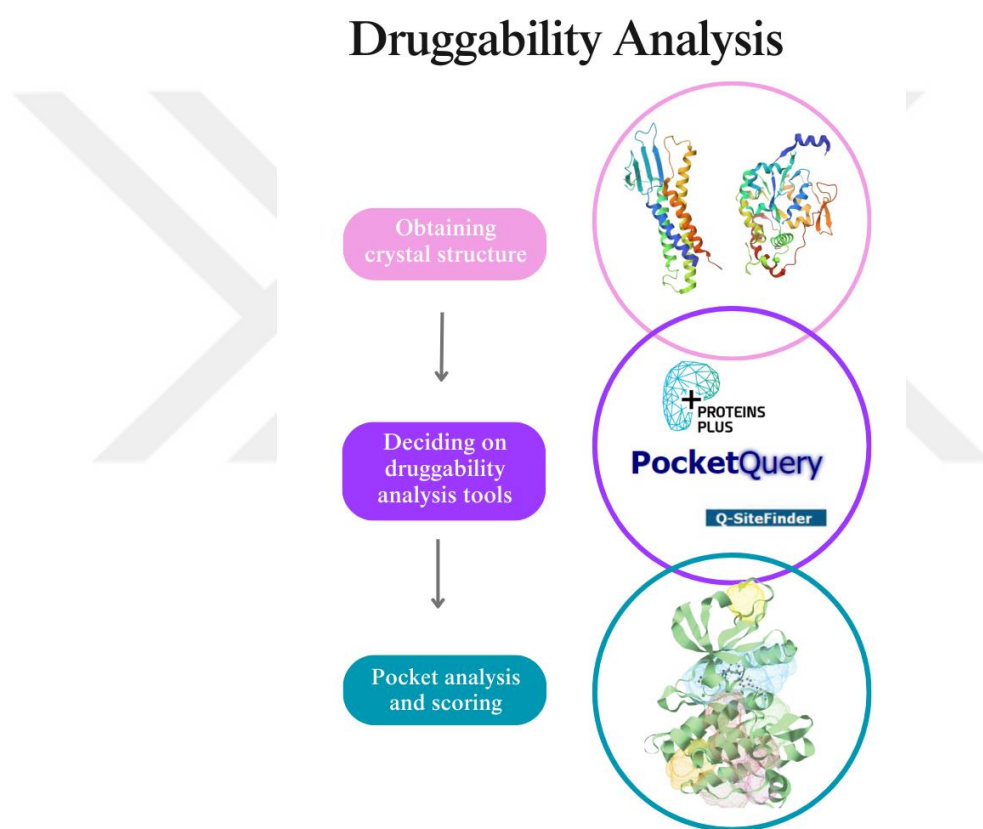 Druggability Analysis
Obtaining
crystal structure
PROTEINS
PLUS
PocketQuery
Deciding on
druggability
analysis tools
Q-SiteFinder
Pocket analysis
and scoring